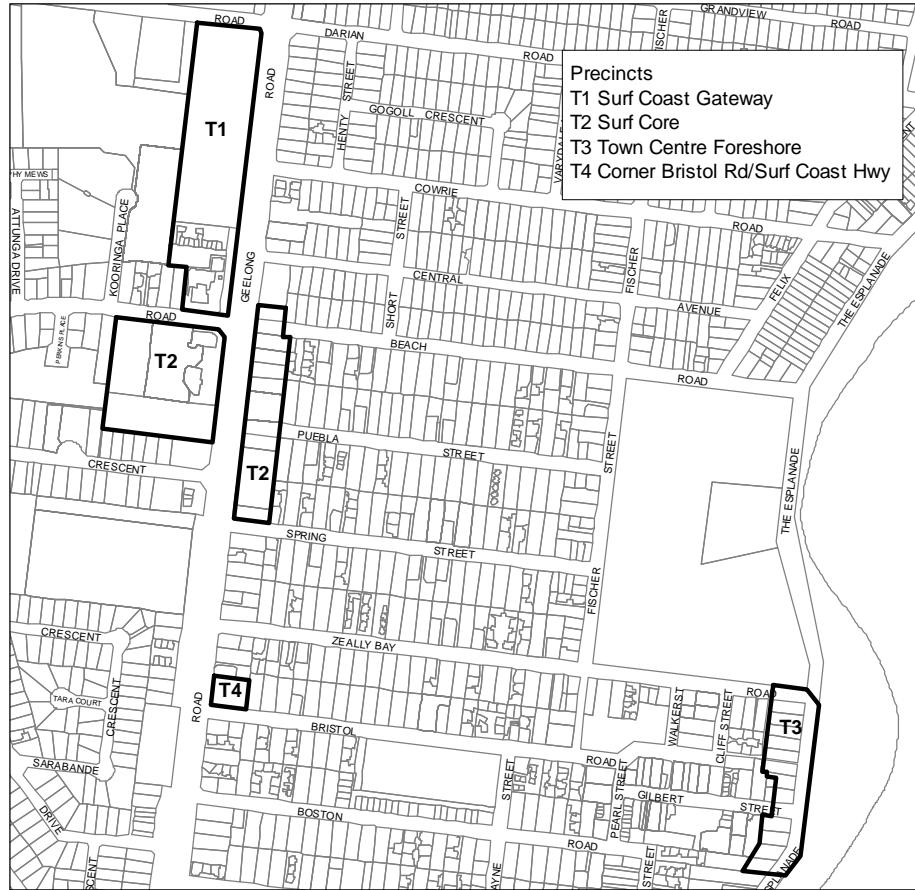 GRANDVIEW
ROAD
ROAD
DARIAN
ROAD
ROAD
STREET
HENTY
GOGOLL CRESCENT
Precincts
T1 Surf Coast Gateway
T2 Surf Core
T3 Town Centre Foreshore
T4 Corner Bristol Rd/Surf Coast Hwy
T1
COWRIE
ROAD
ATTUNGA DRIVE
KOORINGA PLACE
STREET
SHORT
GEELONG
CENTRAL
AVENUE
FISCHER
FELIX
THE ESPLANADE
ROAD
PERKINS PLACE
T2
BEACH
ROAD
PUEBLA
STREET
STREET
T2
CRESCENT
THE ESPLANADE
SPRING
STREET
FISCHER
CRESCENT
ZEALLY BAY
ROAD
TARA COURT
CRESCENT
ROAD
T4
WALKER ST
CLIFF STREET
T3
BRISTOL
ROAD
SARABANDE
STREET
PEARL STREET
GILBERT
STREET
DRIVE
BOSTON
ROAD
STREET